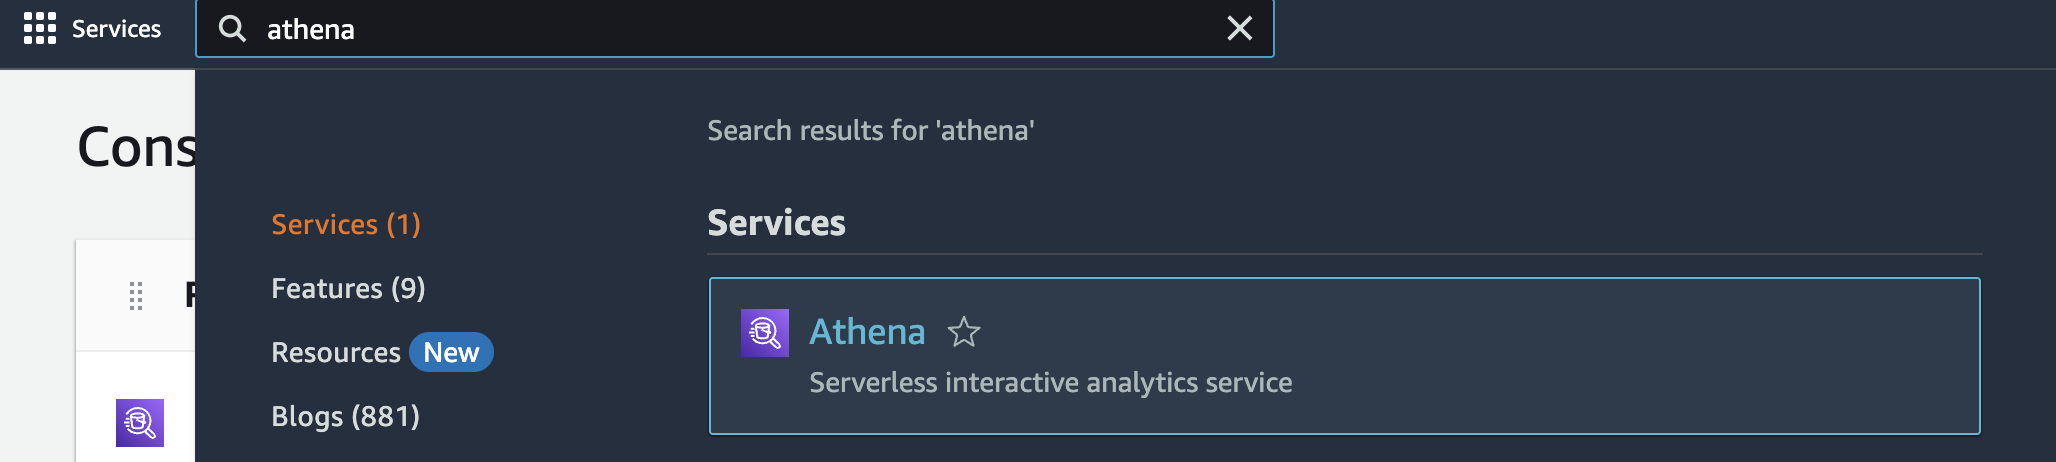 Services
athena
Cons
Search results for 'athena'
Services (1)
Features (9)
Resources New
Blogs (881)
Services
Athena
Serverless interactive analytics service